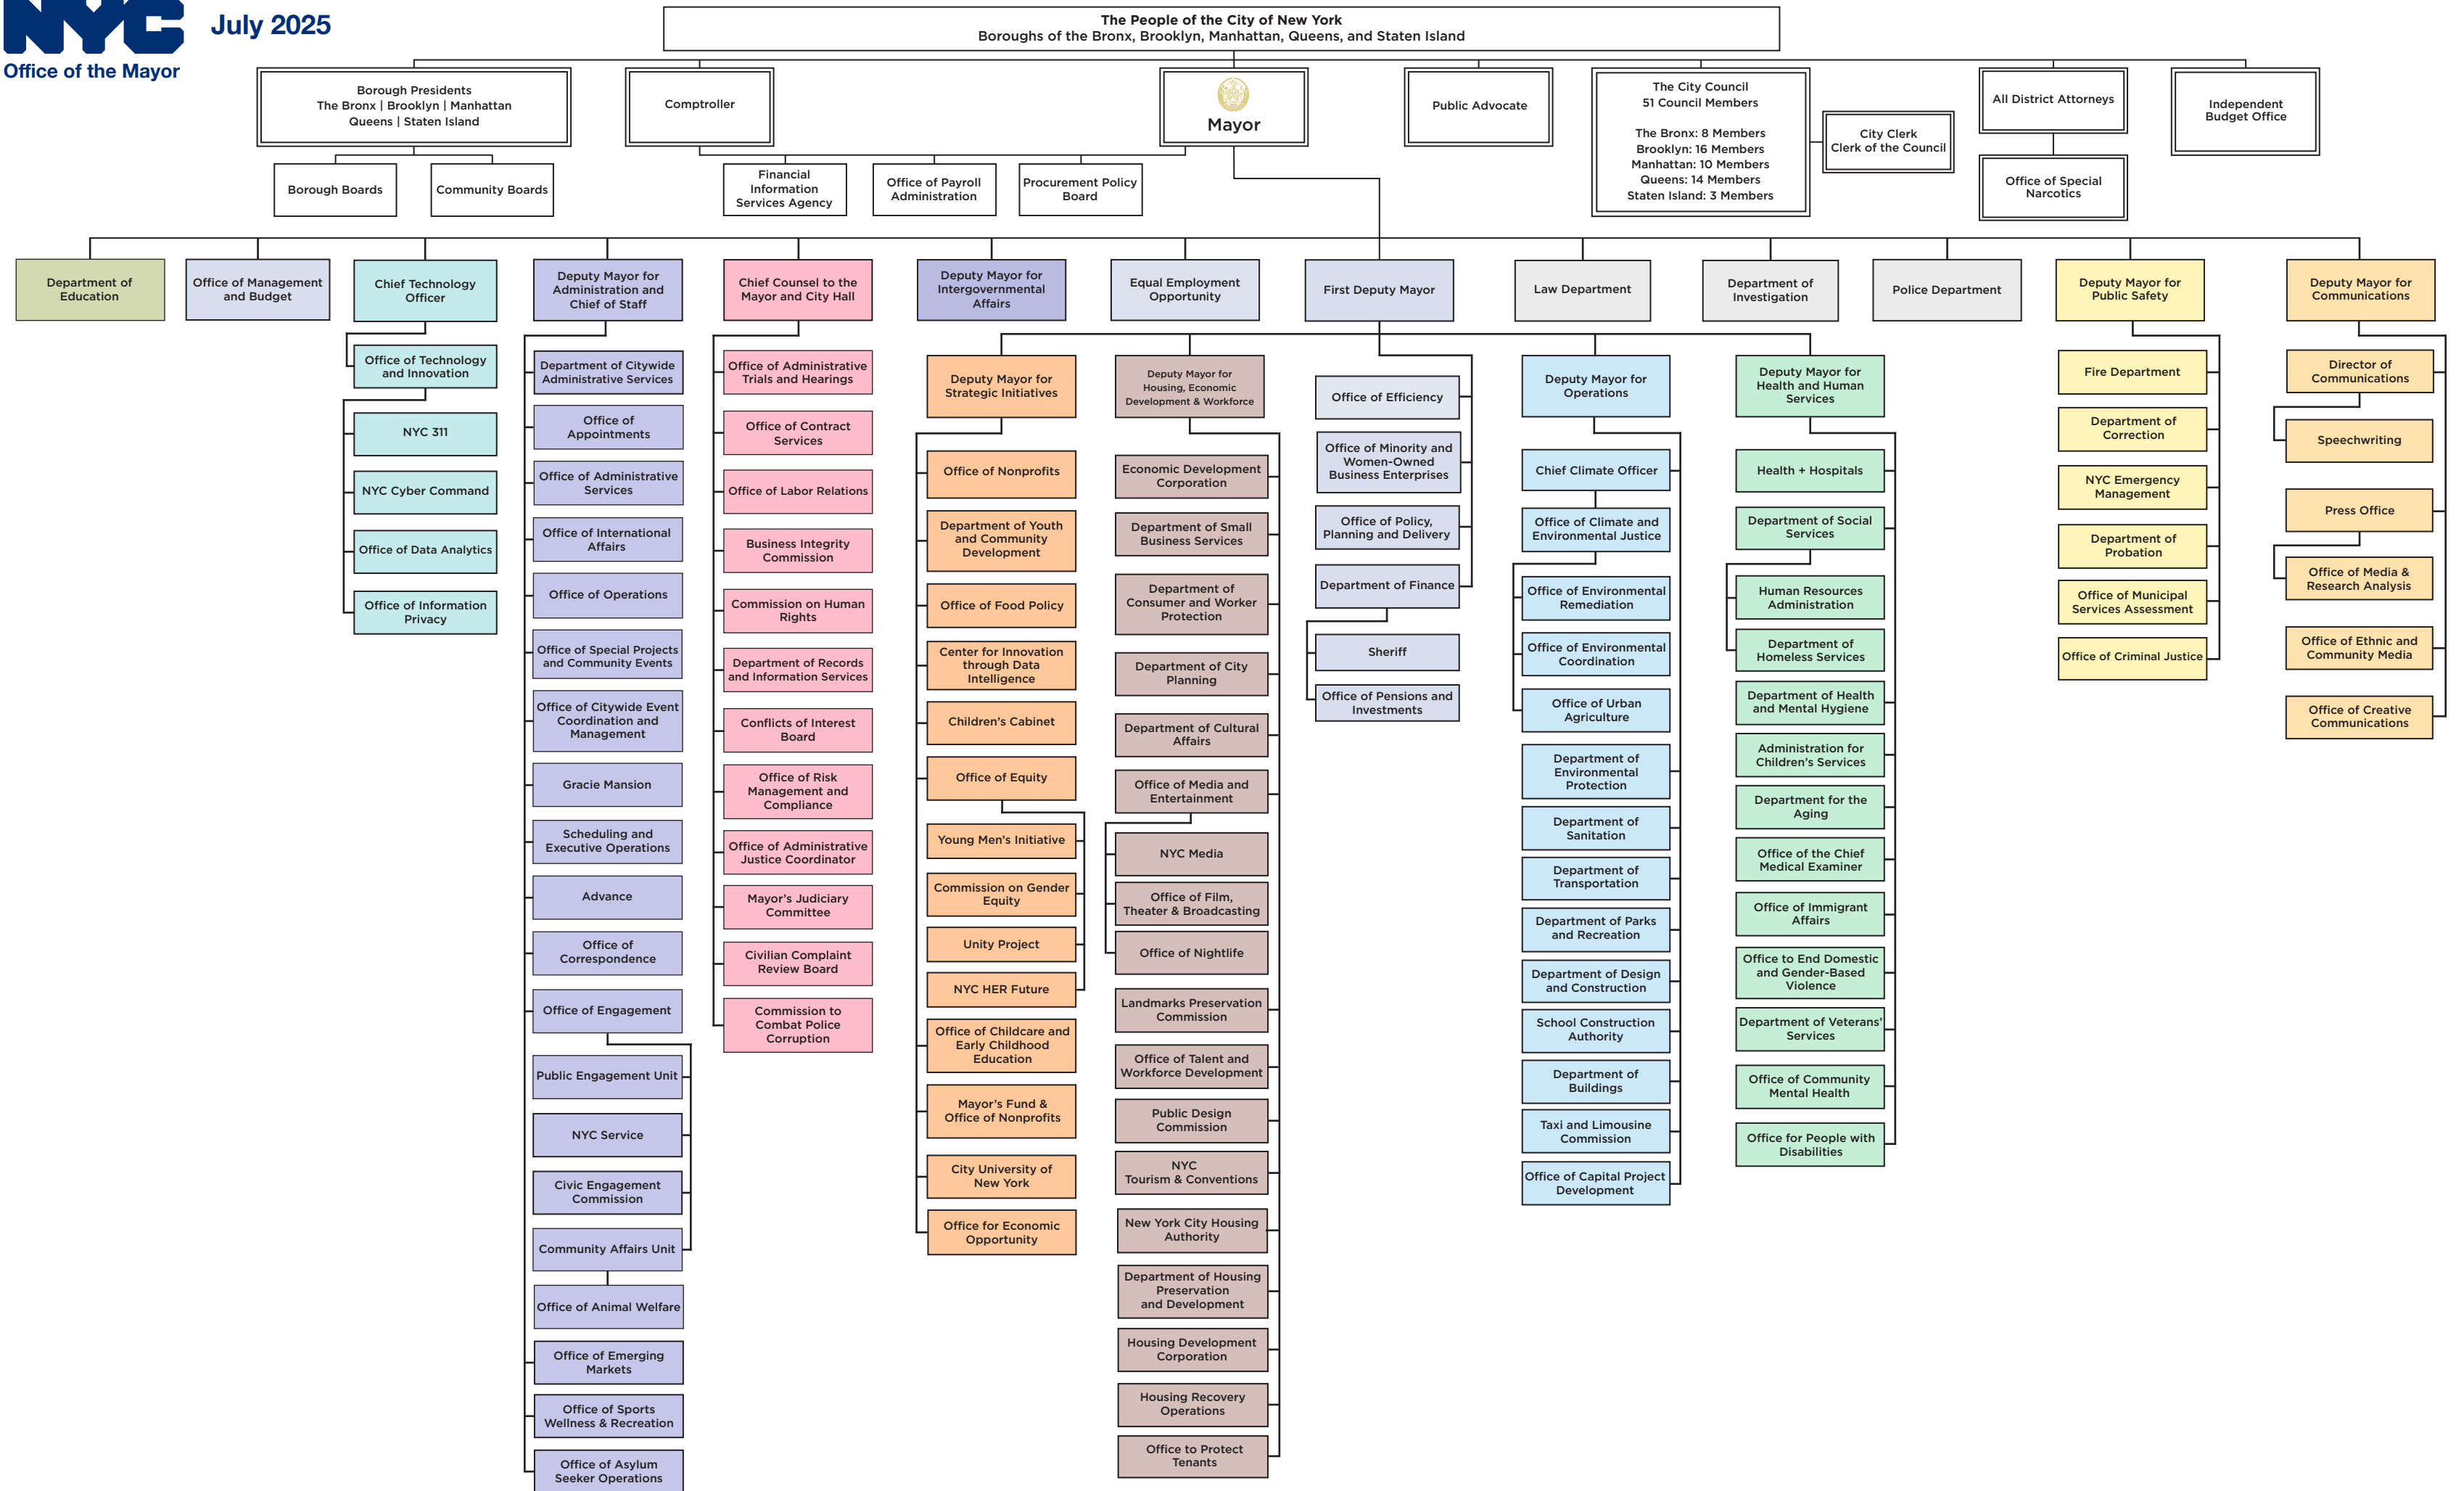 NYC
Office of the Mayor
July 2025
The People of the City of New York
Boroughs of the Bronx, Brooklyn, Manhattan, Queens, and Staten Island
Borough Presidents
The Bronx | Brooklyn | Manhattan
Queens | Staten Island
Comptroller
Mayor
Public Advocate
The City Council
51 Council Members
The Bronx: 8 Members
Brooklyn: 16 Members
Manhattan: 10 Members
Queens: 14 Members
Staten Island: 3 Members
City Clerk
Clerk of the Council
All District Attorneys
Independent
Budget Office
Borough Boards
Community Boards
Financial
Information
Services Agency
Office of Payroll
Administration
Procurement Policy
Board
Office of Special
Narcotics
Department of
Education
Office of Management
and Budget
Chief Technology
Officer
Deputy Mayor for
Administration and
Chief of Staff
Chief Counsel to the
Mayor and City Hall
Deputy Mayor for
Intergovernmental
Affairs
Equal Employment
Opportunity
First Deputy Mayor
Law Department
Department of
Investigation
Police Department
Deputy Mayor for
Public Safety
Deputy Mayor for
Communications
Office of Technology
and Innovation
NYC 311
NYC Cyber Command
Office of Data Analytics
Office of Information
Privacy
Department of Citywide
Administrative Services
Office of
Appointments
Office of Administrative
Services
Office of International
Affairs
Office of Operations
Office of Special Projects
and Community Events
Office of Citywide Event
Coordination and
Management
Gracie Mansion
Scheduling and
Executive Operations
Advance
Office of
Correspondence
Office of Engagement
Public Engagement Unit
NYC Service
Civic Engagement
Commission
Community Affairs Unit
Office of Animal Welfare
Office of Emerging
Markets
Office of Sports
Wellness & Recreation
Office of Asylum
Seeker Operations
Office of Administrative
Trials and Hearings
Office of Contract
Services
Office of Labor Relations
Business Integrity
Commission
Commission on Human
Rights
Department of Records
and Information Services
Conflicts of Interest
Board
Office of Risk
Management and
Compliance
Office of Administrative
Justice Coordinator
Mayor’s Judiciary
Committee
Civilian Complaint
Review Board
Commission to
Combat Police
Corruption
Deputy Mayor for
Strategic Initiatives
Office of Nonprofits
Department of Youth
and Community
Development
Office of Food Policy
Center for Innovation
through Data
Intelligence
Children’s Cabinet
Office of Equity
Young Men’s Initiative
Commission on Gender
Equity
Unity Project
NYC HER Future
Office of Childcare and
Early Childhood
Education
Mayor’s Fund &
Office of Nonprofits
City University of
New York
Office for Economic
Opportunity
Deputy Mayor for
Housing, Economic
Development & Workforce
Economic Development
Corporation
Department of Small
Business Services
Department of
Consumer and Worker
Protection
Department of City
Planning
Department of Cultural
Affairs
Office of Media and
Entertainment
NYC Media
Office of Film,
Theater & Broadcasting
Office of Nightlife
Landmarks Preservation
Commission
Office of Talent and
Workforce Development
Public Design
Commission
NYC
Tourism & Conventions
New York City Housing
Authority
Department of Housing
Preservation
and Development
Housing Development
Corporation
Housing Recovery
Operations
Office to Protect
Tenants
Office of Efficiency
Office of Minority and
Women-Owned
Business Enterprises
Office of Policy,
Planning and Delivery
Department of Finance
Sheriff
Office of Pensions and
Investments
Deputy Mayor for
Operations
Chief Climate Officer
Office of Climate and
Environmental Justice
Office of Environmental
Remediation
Office of Environmental
Coordination
Office of Urban
Agriculture
Department of
Environmental
Protection
Department of
Sanitation
Department of
Transportation
Department of Parks
and Recreation
Department of Design
and Construction
School Construction
Authority
Department of
Buildings
Taxi and Limousine
Commission
Office of Capital Project
Development
Deputy Mayor for
Health and Human
Services
Health + Hospitals
Department of Social
Services
Human Resources
Administration
Department of
Homeless Services
Department of Health
and Mental Hygiene
Administration for
Children’s Services
Department for the
Aging
Office of the Chief
Medical Examiner
Office of Immigrant
Affairs
Office to End Domestic
and Gender-Based
Violence
Department of Veterans’
Services
Office of Community
Mental Health
Office for People with
Disabilities
Fire Department
Department of
Correction
NYC Emergency
Management
Department of
Probation
Office of Municipal
Services Assessment
Office of Criminal Justice
Director of
Communications
Speechwriting
Press Office
Office of Media &
Research Analysis
Office of Ethnic and
Community Media
Office of Creative
Communications